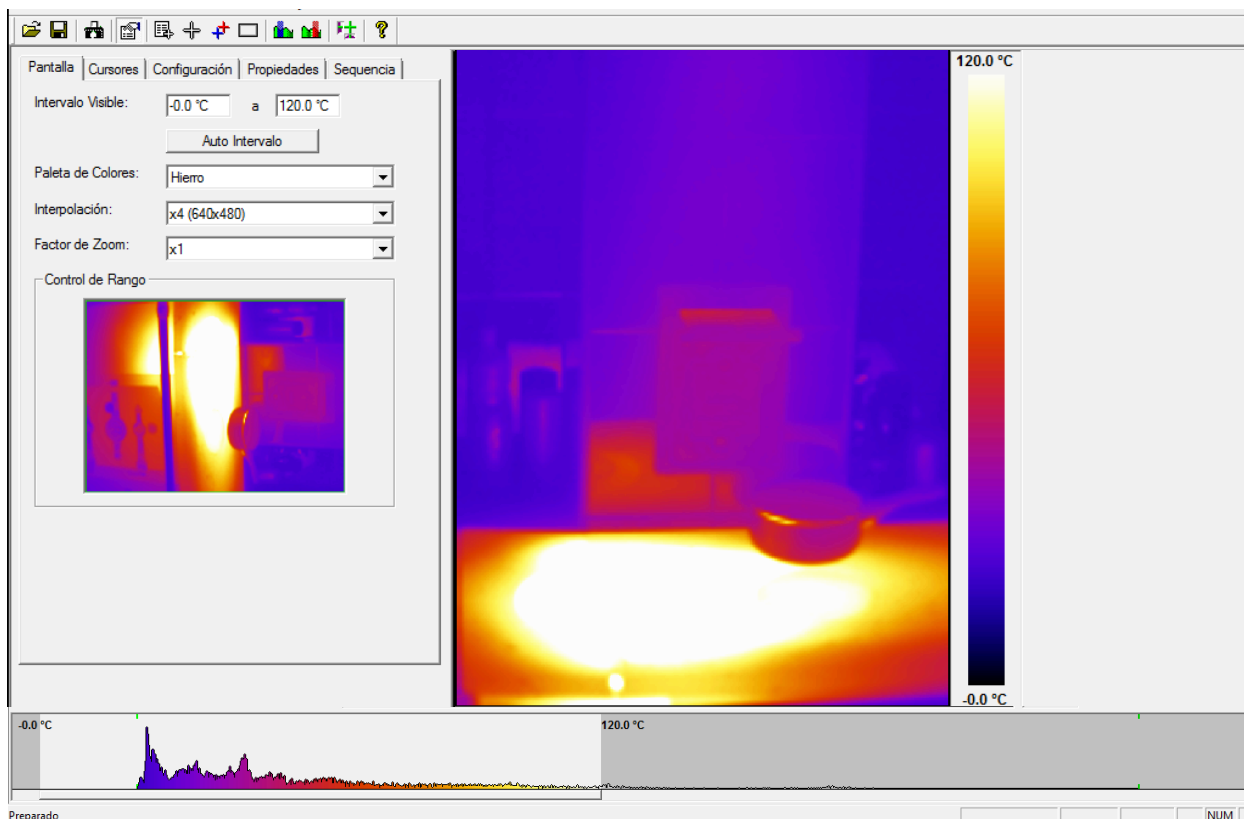 Pantalla Cursores Configuración Propiedades Sequencia
Intervalo Visible: -0.0 °C a 120.0 °C
Auto Intervalo
Paleta de Colores: Hierro
Interpolación: x4 (640x480)
Factor de Zoom: x1
Control de Rango
120.0 °C
-0.0 °C
-0.0 °C 120.0 °C
Preparado NUM